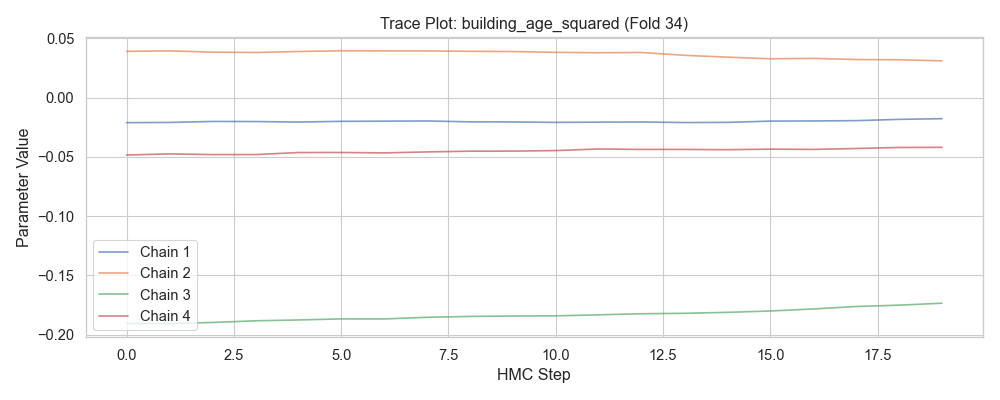 Trace Plot: building_age_squared (Fold 34)
Parameter Value
0.05
0.00
−0.05
−0.10
−0.15
−0.20
Chain 1
Chain 2
Chain 3
Chain 4
0.0 2.5 5.0 7.5 10.0 12.5 15.0 17.5
HMC Step